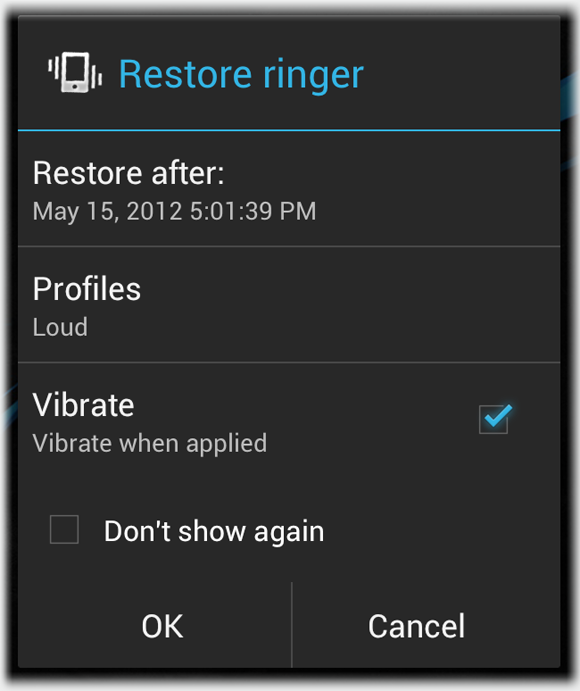 Restore ringer
Restore after:
May 15, 2012 5:01:39 PM
Profiles
Loud
Vibrate
Vibrate when applied
Don't show again
OK
Cancel